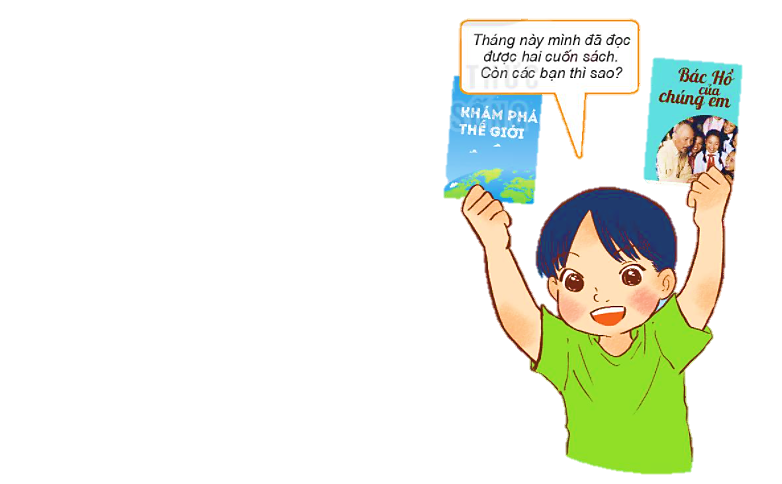 Tháng này mình đã đọc
được hai cuốn sách.
Còn các bạn thì sao?
KHÁM PHÁ
THẾ GIỚI
Bác Hồ
của
chúng em